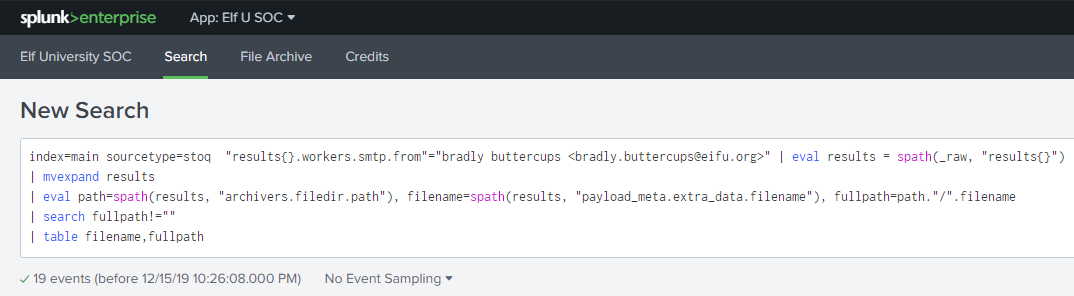 splunk>enterprise App: Elf U SOC
Elf University SOC Search File Archive Credits
New Search
index=main sourcetype=stoq  "results{}.workers.smtp.from"="bradly buttercups <bradly.buttercups@eifu.org>" | eval results = spath(_raw, "results{}")
| mvexpand results
| eval path=spath(results, "archivers.filedir.path"), filename=spath(results, "payload_meta.extra_data.filename"), fullpath=path."/".filename
| search fullpath!=""
| table filename,fullpath
19 events (before 12/15/19 10:26:08.000 PM) No Event Sampling